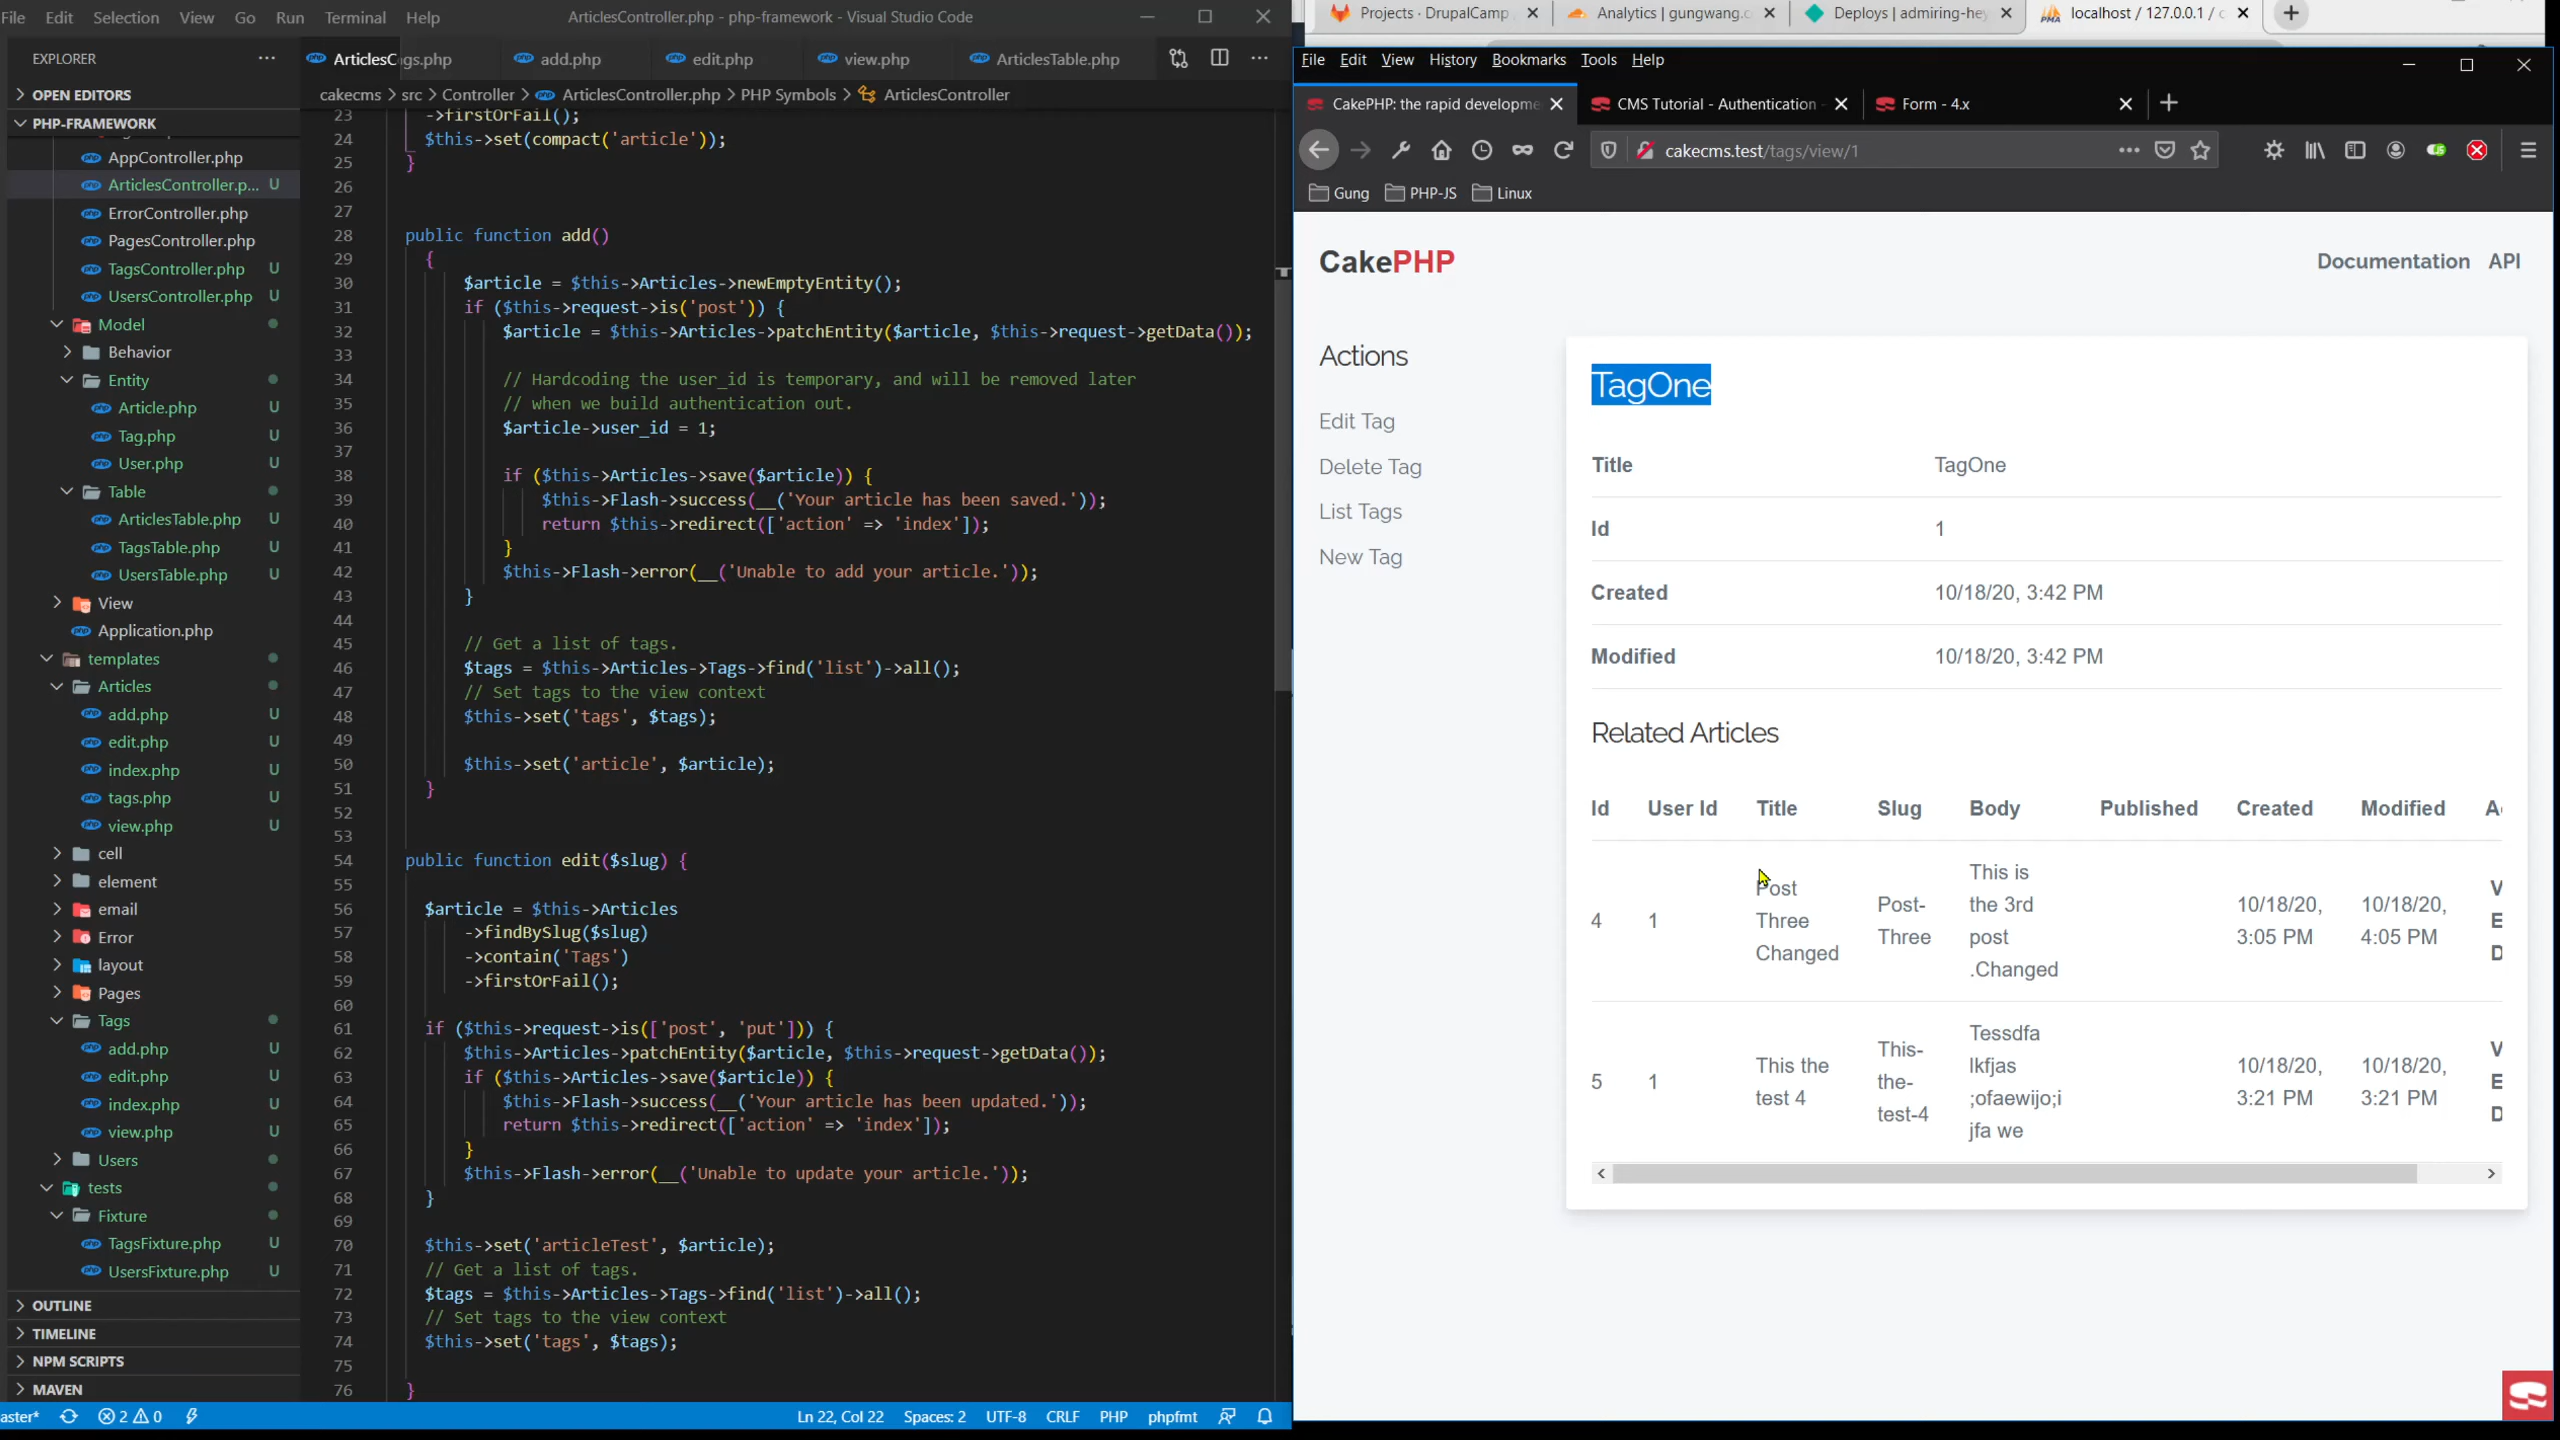 File Edit Selection View Go Run Terminal Help
ArticlesController.php - php-framework - Visual Studio Code
EXPLORER
OPEN EDITORS
PHP-FRAMEWORK
AppController.php
ArticlesController.p... U
ErrorController.php
PagesController.php
TagsController.php U
UsersController.php U
Model
Behavior
Entity
Article.php U
Tag.php U
User.php U
Table
ArticlesTable.php U
TagsTable.php U
UsersTable.php U
View
Application.php
templates
Articles
add.php U
edit.php U
index.php U
tags.php U
view.php U
cell
element
email
Error
layout
Pages
Tags
add.php U
edit.php U
index.php U
view.php U
Users
tests
Fixture
TagsFixture.php U
UsersFixture.php U
OUTLINE
TIMELINE
NPM SCRIPTS
MAVEN
ArticlesC gs.php add.php edit.php view.php ArticlesTable.php
cakecms > src > Controller > ArticlesController.php > PHP Symbols > ArticlesController
23 ->firstOrFail();
24 $this->set(compact('article'));
25 }
26
27
28 public function add()
29 {
30 $article = $this->Articles->newEmptyEntity();
31 if ($this->request->is('post')) {
32 $article = $this->Articles->patchEntity($article, $this->request->getData());
33
34 // Hardcoding the user_id is temporary, and will be removed later
35 // when we build authentication out.
36 $article->user_id = 1;
37
38 if ($this->Articles->save($article)) {
39 $this->Flash->success(__('Your article has been saved.'));
40 return $this->redirect(['action' => 'index']);
41 }
42 $this->Flash->error(__('Unable to add your article.'));
43 }
44
45 // Get a list of tags.
46 $tags = $this->Articles->Tags->find('list')->all();
47 // Set tags to the view context
48 $this->set('tags', $tags);
49
50 $this->set('article', $article);
51 }
52
53
54 public function edit($slug) {
55
56 $article = $this->Articles
57 ->findBySlug($slug)
58 ->contain('Tags')
59 ->firstOrFail();
60
61 if ($this->request->is(['post', 'put'])) {
62 $this->Articles->patchEntity($article, $this->request->getData());
63 if ($this->Articles->save($article)) {
64 $this->Flash->success(__('Your article has been updated.'));
65 return $this->redirect(['action' => 'index']);
66 }
67 $this->Flash->error(__('Unable to update your article.'));
68 }
69
70 $this->set('articleTest', $article);
71 // Get a list of tags.
72 $tags = $this->Articles->Tags->find('list')->all();
73 // Set tags to the view context
74 $this->set('tags', $tags);
75
76 }
aster* 2 0 Ln 22, Col 22 Spaces: 2 UTF-8 CRLF PHP phpfmt
Projects · DrupalCamp Analytics | gungwang.c Deploys | admiring-hey localhost / 127.0.0.1 / c
File Edit View History Bookmarks Tools Help
CakePHP: the rapid developme CMS Tutorial - Authentication - Form - 4.x
cakecms.test/tags/view/1
Gung PHP-JS Linux
CakePHP
Documentation API
Actions
Edit Tag
Delete Tag
List Tags
New Tag
TagOne
Title TagOne
Id 1
Created 10/18/20, 3:42 PM
Modified 10/18/20, 3:42 PM
Related Articles
Id User Id Title Slug Body Published Created Modified A
4 1 Post Three Changed Post-Three This is the 3rd post .Changed 10/18/20, 3:05 PM 10/18/20, 4:05 PM V E D
5 1 This the test 4 This-the-test-4 Tessdfa lkfjas ;ofaewijo;i jfa we 10/18/20, 3:21 PM 10/18/20, 3:21 PM V E D